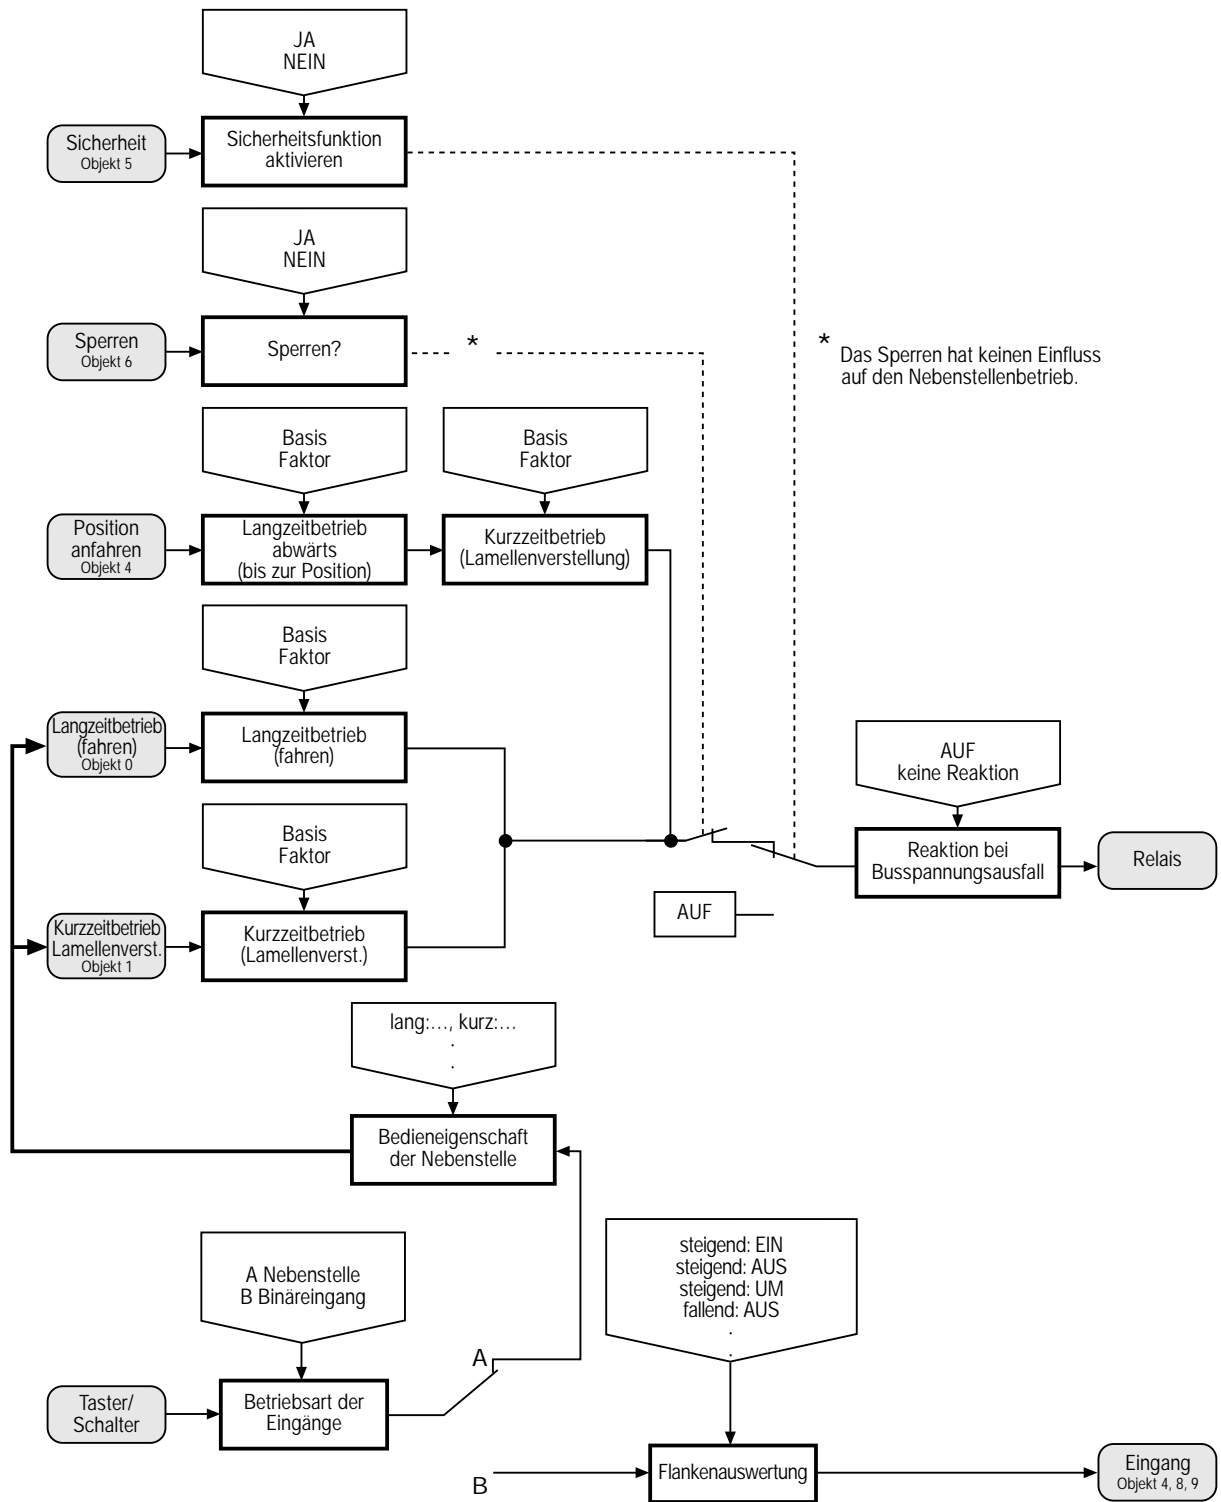 JA
NEIN
Sicherheit
Objekt 5
Sicherheitsfunktion
aktivieren
JA
NEIN
Sperren
Objekt 6
Sperren?
*
* Das Sperren hat keinen Einfluss
auf den Nebenstellenbetrieb.
Basis
Faktor
Basis
Faktor
Position
anfahren
Objekt 4
Langzeitbetrieb
abwärts
(bis zur Position)
Kurzzeitbetrieb
(Lamellenverstellung)
Basis
Faktor
Langzeitbetrieb
(fahren)
Objekt 0
Langzeitbetrieb
(fahren)
AUF
keine Reaktion
Basis
Faktor
Reaktion bei
Busspannungsausfall
Relais
AUF
Kurzzeitbetrieb
Lamellenverst.
Objekt 1
Kurzzeitbetrieb
(Lamellenverst.)
lang:..., kurz:...
.
.
Bedieneigenschaft
der Nebenstelle
A Nebenstelle
B Binäreingang
steigend: EIN
steigend: AUS
steigend: UM
fallend: AUS
.
.
A
Taster/
Schalter
Betriebsart der
Eingänge
B
Flankenauswertung
Eingang
Objekt 4, 8, 9